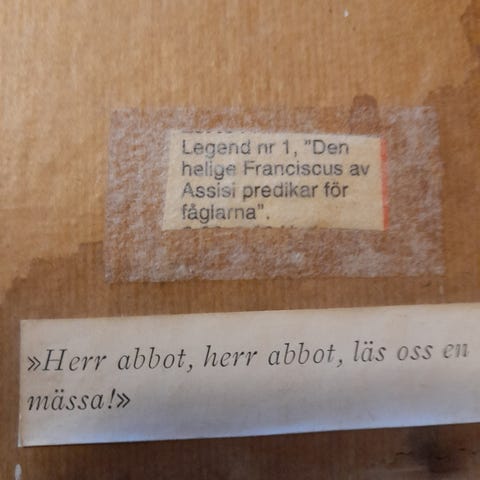 Legend nr 1, "Den
helige Franciscus av
Assisi predikar för
fåglarna".
»Herr abbot, herr abbot, läs oss en
mässa!»